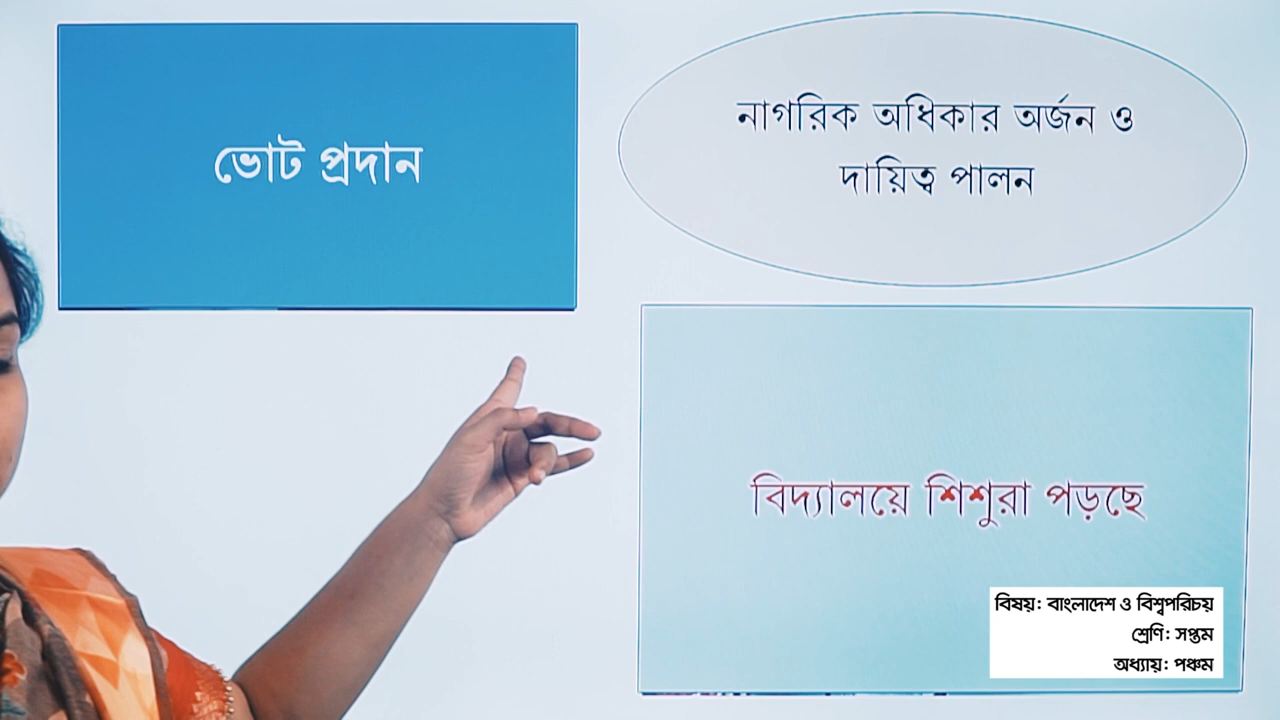 ভোট প্রদান
নাগরিক অধিকার অর্জন ও
দায়িত্ব পালন
বিদ্যালয়ে শিশুরা পড়ছে
বিষয়: বাংলাদেশ ও বিশ্বপরিচয়
শ্রেণি: সপ্তম
অধ্যায়: পঞ্চম